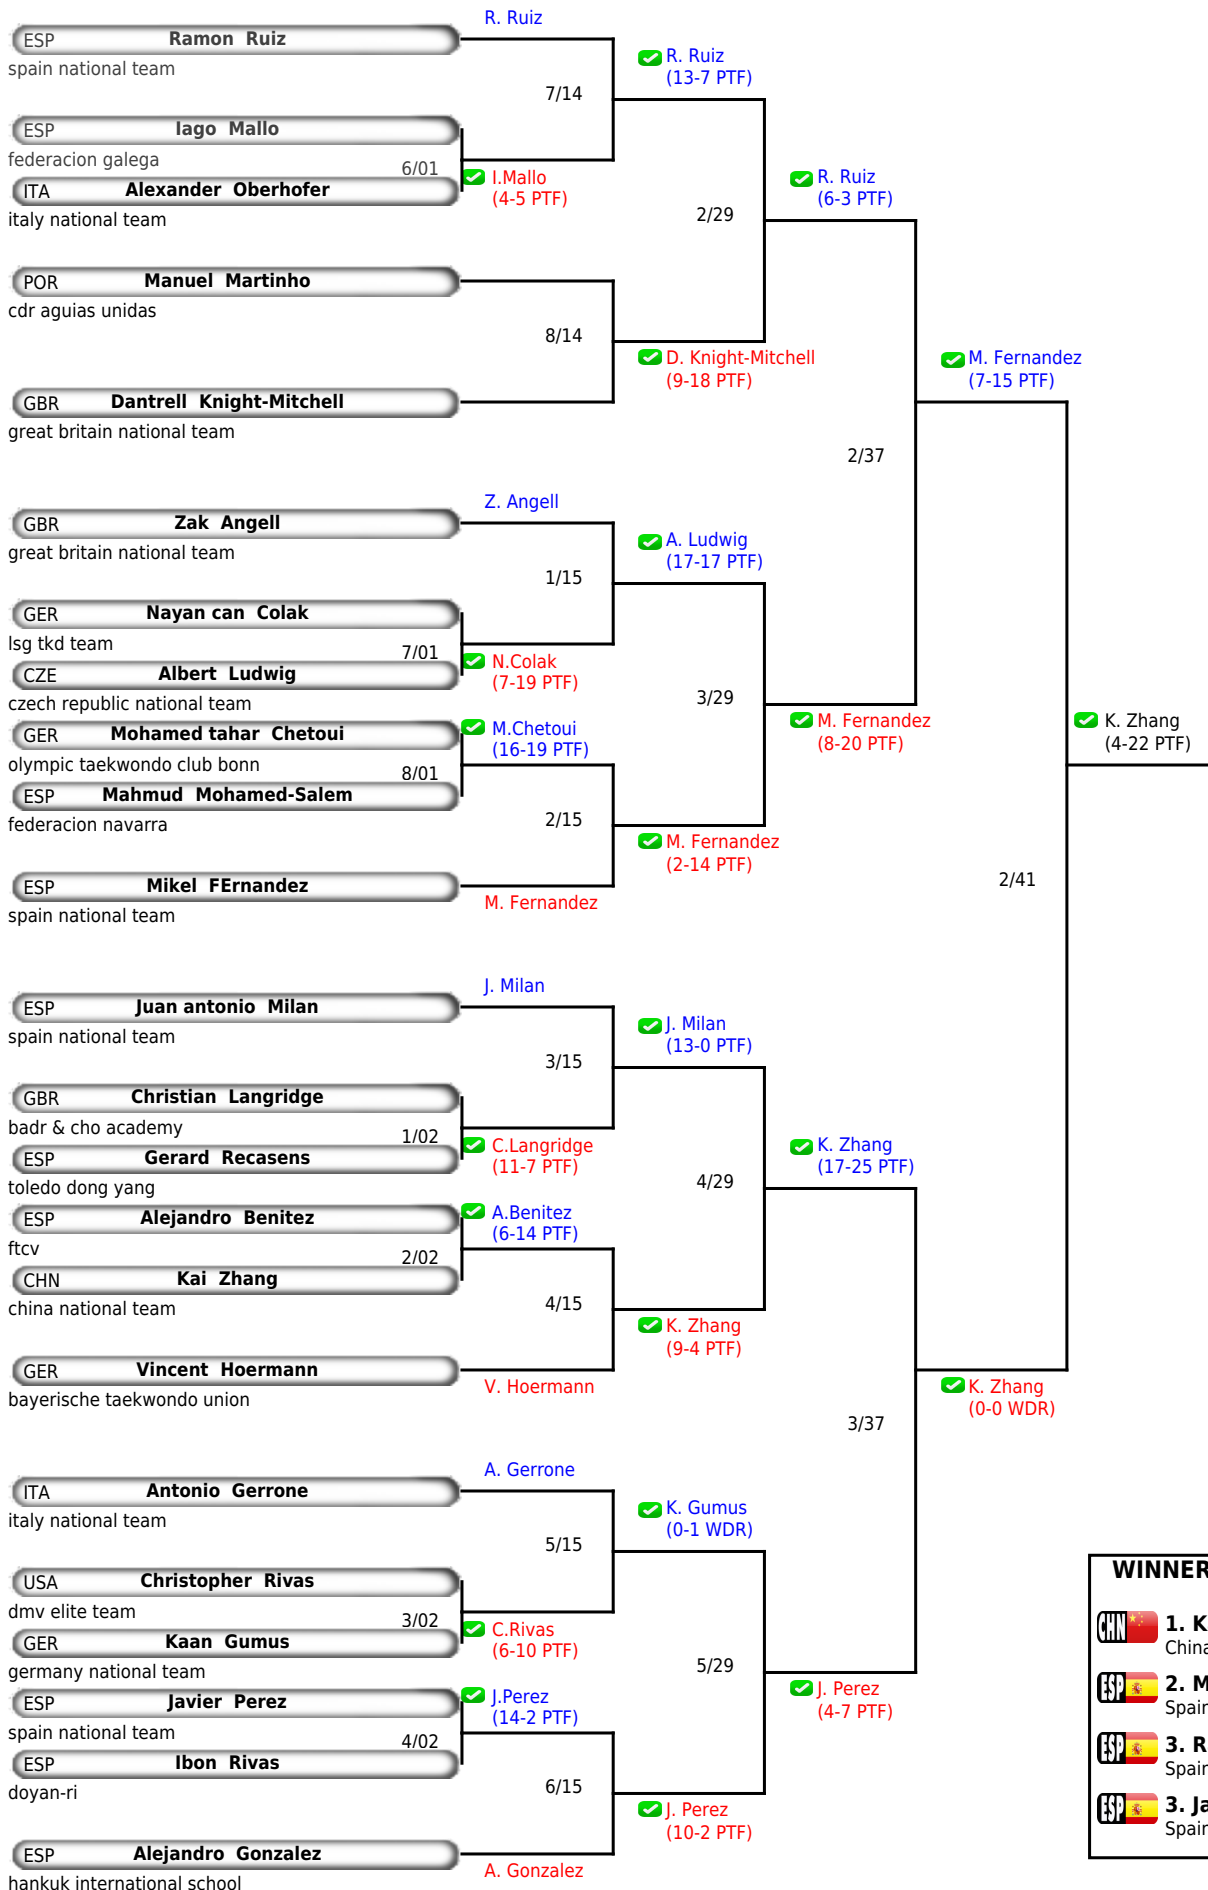 R. Ruiz
ESP Ramon Ruiz
spain national team
R. Ruiz
(13-7 PTF)
7/14
ESP Iago Mallo
federacion galega
6/01
I.Mallo
(4-5 PTF)
ITA Alexander Oberhofer
italy national team
R. Ruiz
(6-3 PTF)
2/29
POR Manuel Martinho
cdr aguias unidas
8/14
D. Knight-Mitchell
(9-18 PTF)
GBR Dantrell Knight-Mitchell
great britain national team
M. Fernandez
(7-15 PTF)
2/37
Z. Angell
GBR Zak Angell
great britain national team
A. Ludwig
(17-17 PTF)
1/15
GER Nayan can Colak
lsg tkd team
7/01
N.Colak
(7-19 PTF)
CZE Albert Ludwig
czech republic national team
3/29
M. Fernandez
(8-20 PTF)
GER Mohamed tahar Chetoui
olympic taekwondo club bonn
8/01
M.Chetoui
(16-19 PTF)
ESP Mahmud Mohamed-Salem
federacion navarra
2/15
M. Fernandez
(2-14 PTF)
ESP Mikel FErnandez
spain national team
M. Fernandez
K. Zhang
(4-22 PTF)
2/41
J. Milan
ESP Juan antonio Milan
spain national team
J. Milan
(13-0 PTF)
3/15
GBR Christian Langridge
badr & cho academy
1/02
C.Langridge
(11-7 PTF)
ESP Gerard Recasens
toledo dong yang
K. Zhang
(17-25 PTF)
4/29
ESP Alejandro Benitez
ftcv
2/02
A.Benitez
(6-14 PTF)
CHN Kai Zhang
china national team
4/15
K. Zhang
(9-4 PTF)
GER Vincent Hoermann
bayerische taekwondo union
V. Hoermann
K. Zhang
(0-0 WDR)
3/37
A. Gerrone
ITA Antonio Gerrone
italy national team
K. Gumus
(0-1 WDR)
5/15
USA Christopher Rivas
dmv elite team
3/02
C.Rivas
(6-10 PTF)
GER Kaan Gumus
germany national team
5/29
J. Perez
(4-7 PTF)
ESP Javier Perez
spain national team
4/02
J.Perez
(14-2 PTF)
ESP Ibon Rivas
doyan-ri
6/15
J. Perez
(10-2 PTF)
ESP Alejandro Gonzalez
hankuk international school
A. Gonzalez
WINNER
CHN 1. K
China
ESP 2. M
Spain
ESP 3. R
Spain
ESP 3. Ja
Spain